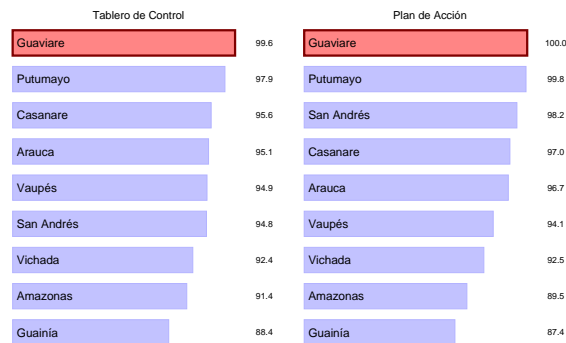 Tablero de Control
Guaviare 99.6
Putumayo 97.9
Casanare 95.6
Arauca 95.1
Vaupés 94.9
San Andrés 94.8
Vichada 92.4
Amazonas 91.4
Guainía 88.4
Plan de Acción
Guaviare 100.0
Putumayo 99.8
San Andrés 98.2
Casanare 97.0
Arauca 96.7
Vaupés 94.1
Vichada 92.5
Amazonas 89.5
Guainía 87.4